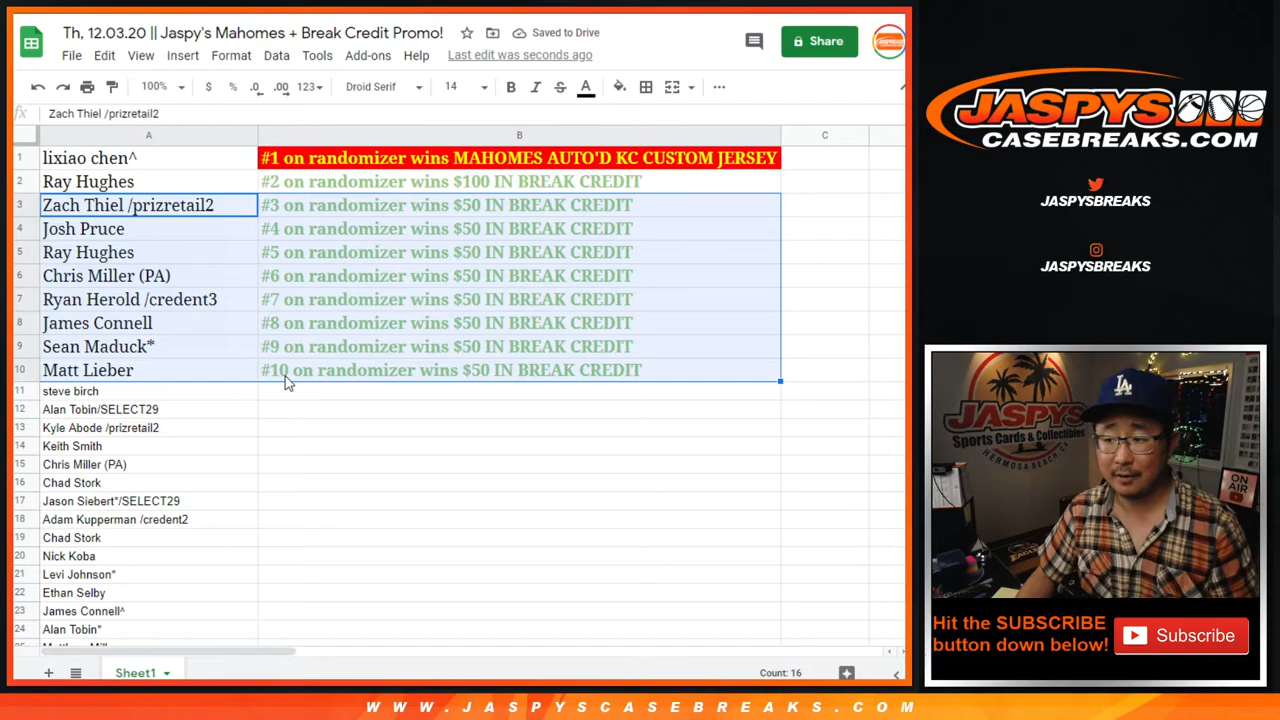 Th, 12.03.20 || Jaspy's Mahomes + Break Credit Promo!
Saved to Drive
Share
File Edit View Insert Format Data Tools Add-ons Help Last edit was seconds ago
100% $ % .0 .00 123 Droid Serif 14 B I S A
fx Zach Thiel /prizretail2
A B C
1 lixiao chen^ #1 on randomizer wins MAHOMES AUTO'D KC CUSTOM JERSEY
2 Ray Hughes #2 on randomizer wins $100 IN BREAK CREDIT
3 Zach Thiel /prizretail2 #3 on randomizer wins $50 IN BREAK CREDIT
4 Josh Pruce #4 on randomizer wins $50 IN BREAK CREDIT
5 Ray Hughes #5 on randomizer wins $50 IN BREAK CREDIT
6 Chris Miller (PA) #6 on randomizer wins $50 IN BREAK CREDIT
7 Ryan Herold /credent3 #7 on randomizer wins $50 IN BREAK CREDIT
8 James Connell #8 on randomizer wins $50 IN BREAK CREDIT
9 Sean Maduck* #9 on randomizer wins $50 IN BREAK CREDIT
10 Matt Lieber #10 on randomizer wins $50 IN BREAK CREDIT
11 steve birch
12 Alan Tobin/SELECT29
13 Kyle Abode /prizretail2
14 Keith Smith
15 Chris Miller (PA)
16 Chad Stork
17 Jason Siebert*/SELECT29
18 Adam Kupperman /credent2
19 Chad Stork
20 Nick Koba
21 Levi Johnson*
22 Ethan Selby
23 James Connell^
24 Alan Tobin*
Sheet1
Count: 16
JASPYS
CASEBREAKS.COM
JASPYSBREAKS
JASPYSBREAKS
JASPYS
Sports Cards & Collectibles
HERMOSA BEACH, CA
LA
ON AIR
Hit the SUBSCRIBE
button down below!
Subscribe
WWW.JASPYSCASEBREAKS.COM